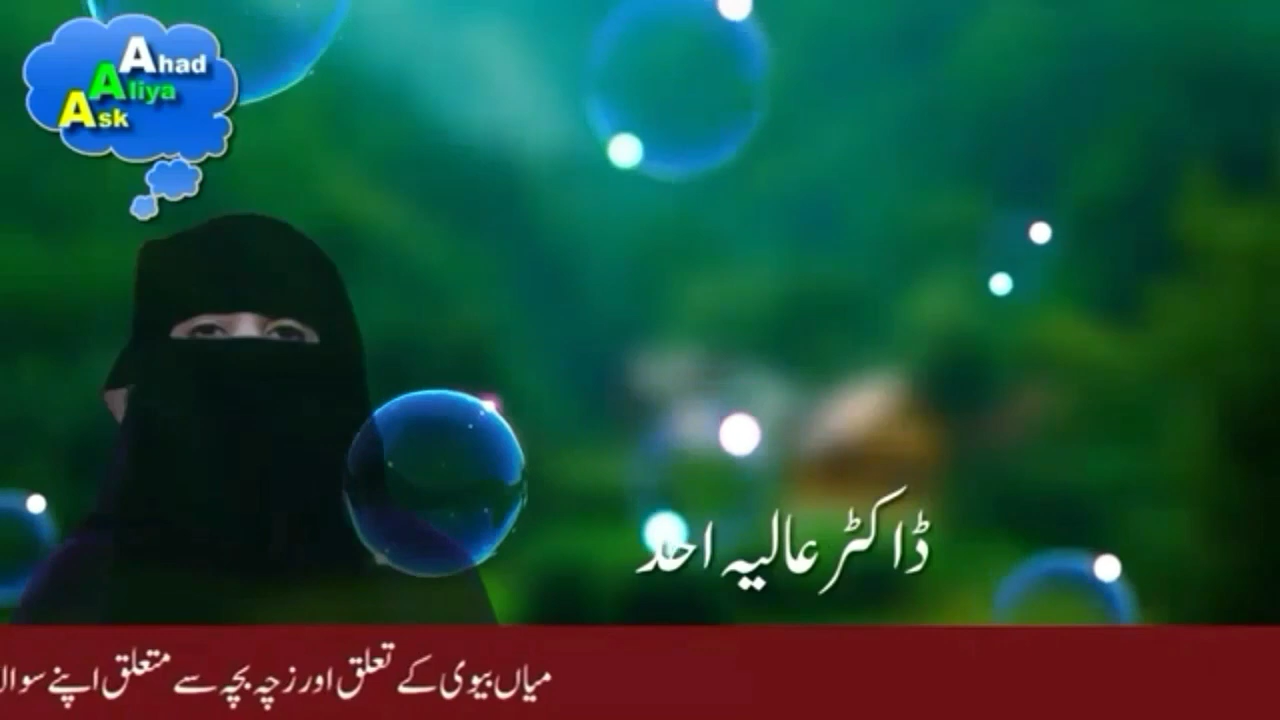 Ahad
Aliya
Ask
ڈاکٹر عالیہ احد
میاں بیوی کے تعلق اور زچہ بچہ سے متعلق اپنے سوال